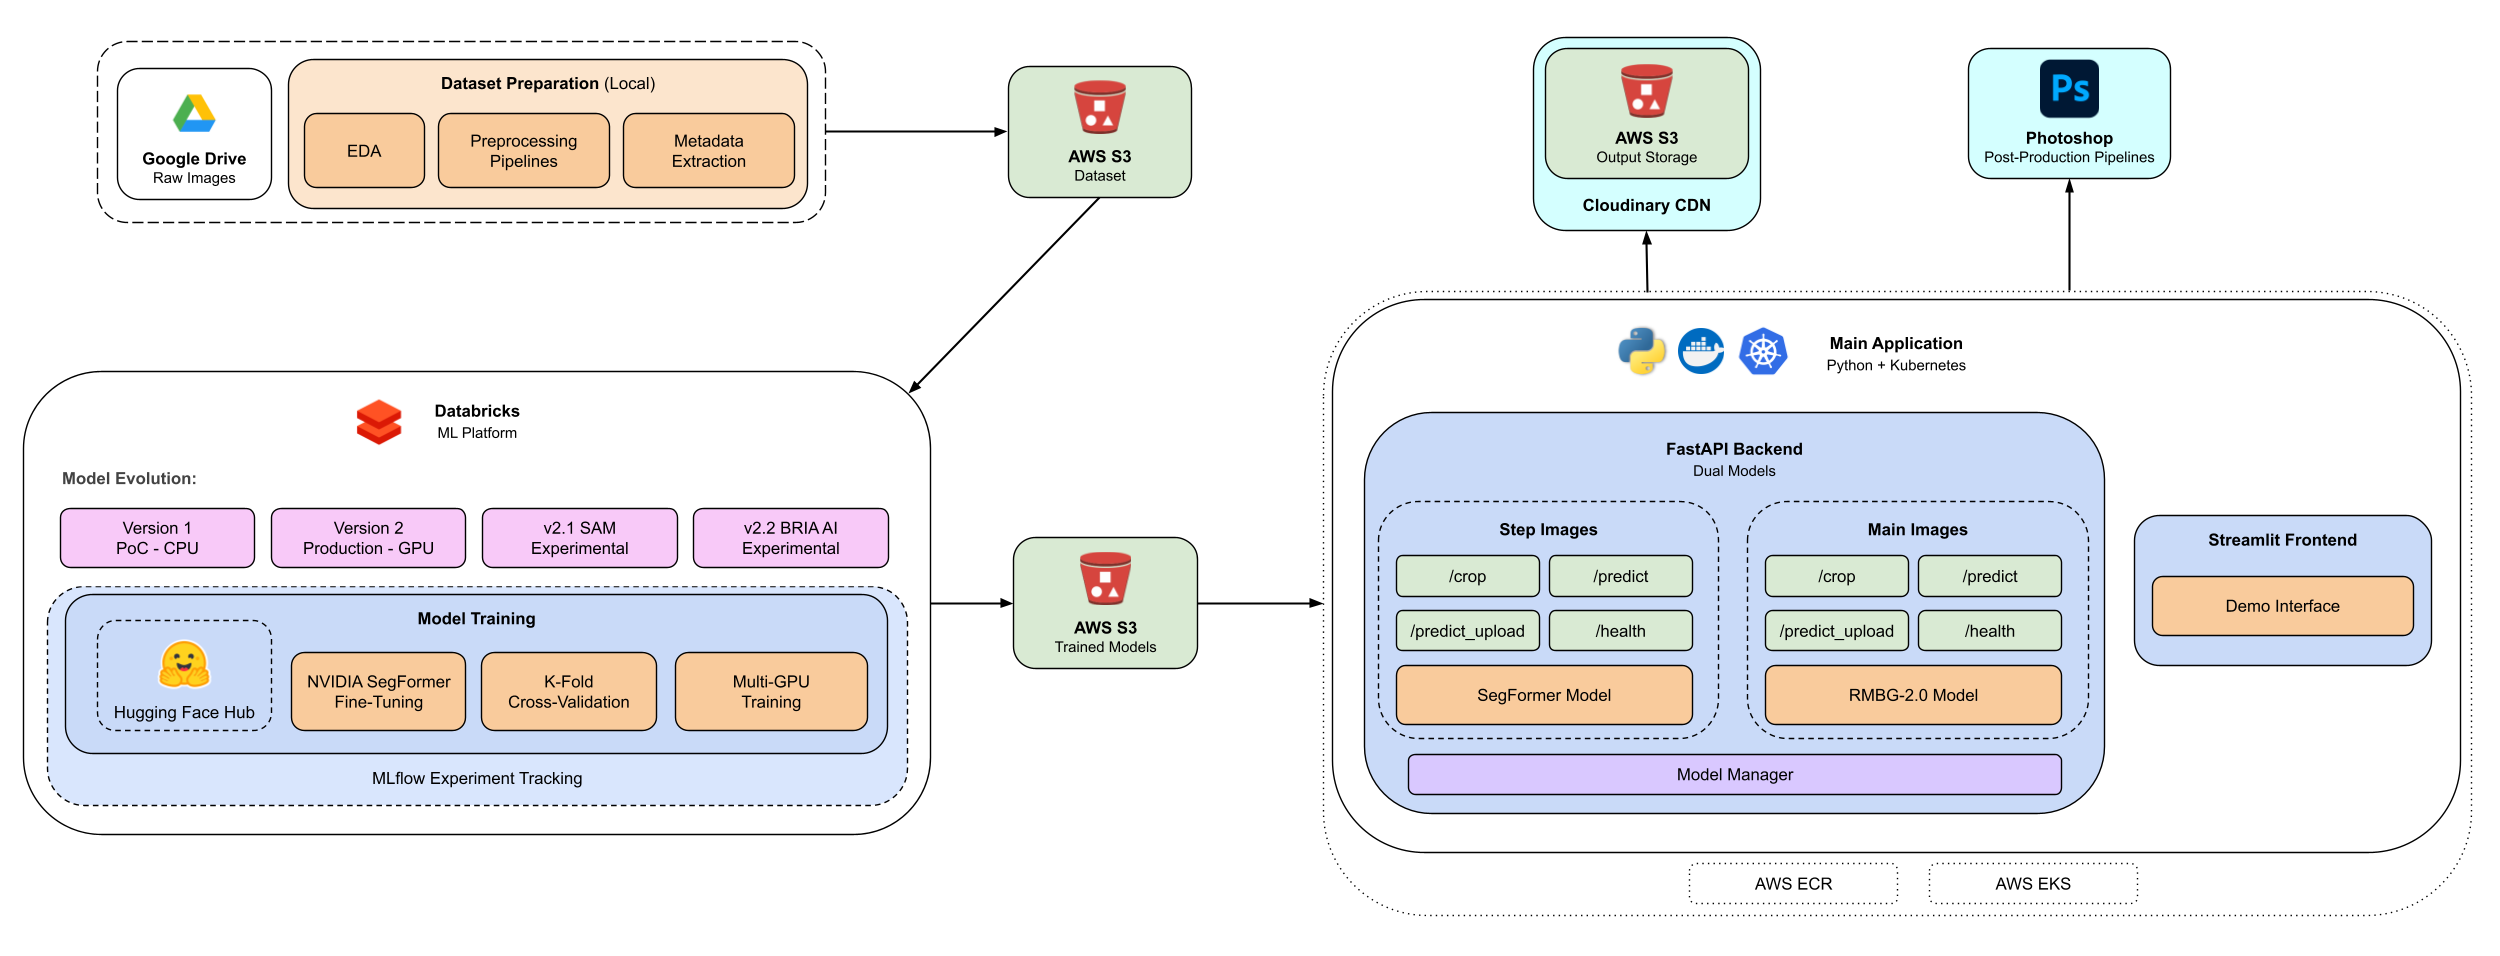 Google Drive
Raw Images
Dataset Preparation (Local)
EDA
Preprocessing
Pipelines
Metadata
Extraction
AWS S3
Dataset
AWS S3
Output Storage
Cloudinary CDN
Ps
Photoshop
Post-Production Pipelines
Databricks
ML Platform
Model Evolution:
Version 1
PoC - CPU
Version 2
Production - GPU
v2.1 SAM
Experimental
v2.2 BRIA AI
Experimental
Model Training
Hugging Face Hub
NVIDIA SegFormer
Fine-Tuning
K-Fold
Cross-Validation
Multi-GPU
Training
MLflow Experiment Tracking
AWS S3
Trained Models
Main Application
Python + Kubernetes
FastAPI Backend
Dual Models
Step Images
/crop
/predict
/predict_upload
/health
SegFormer Model
Main Images
/crop
/predict
/predict_upload
/health
RMBG-2.0 Model
Model Manager
Streamlit Frontend
Demo Interface
AWS ECR
AWS EKS